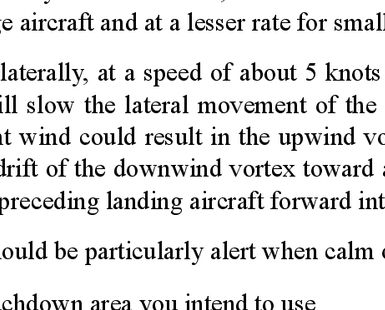 ge aircraft and at a lesser rate for small
laterally, at a speed of about 5 knots
ill slow the lateral movement of the
nt wind could result in the upwind vo
drift of the downwind vortex toward a
preceding landing aircraft forward int
ould be particularly alert when calm o
chdown area you intend to use